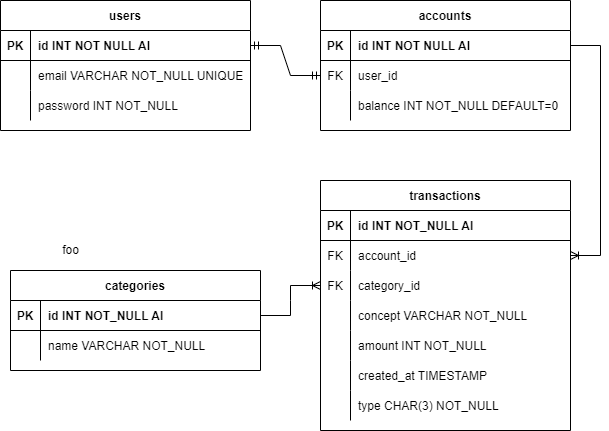 users
PK id INT NOT NULL AI
email VARCHAR NOT_NULL UNIQUE
password INT NOT_NULL
accounts
PK id INT NOT NULL AI
FK user_id
balance INT NOT_NULL DEFAULT=0
transactions
PK id INT NOT_NULL AI
FK account_id
FK category_id
concept VARCHAR NOT_NULL
amount INT NOT_NULL
created_at TIMESTAMP
type CHAR(3) NOT_NULL
foo
categories
PK id INT NOT_NULL AI
name VARCHAR NOT_NULL